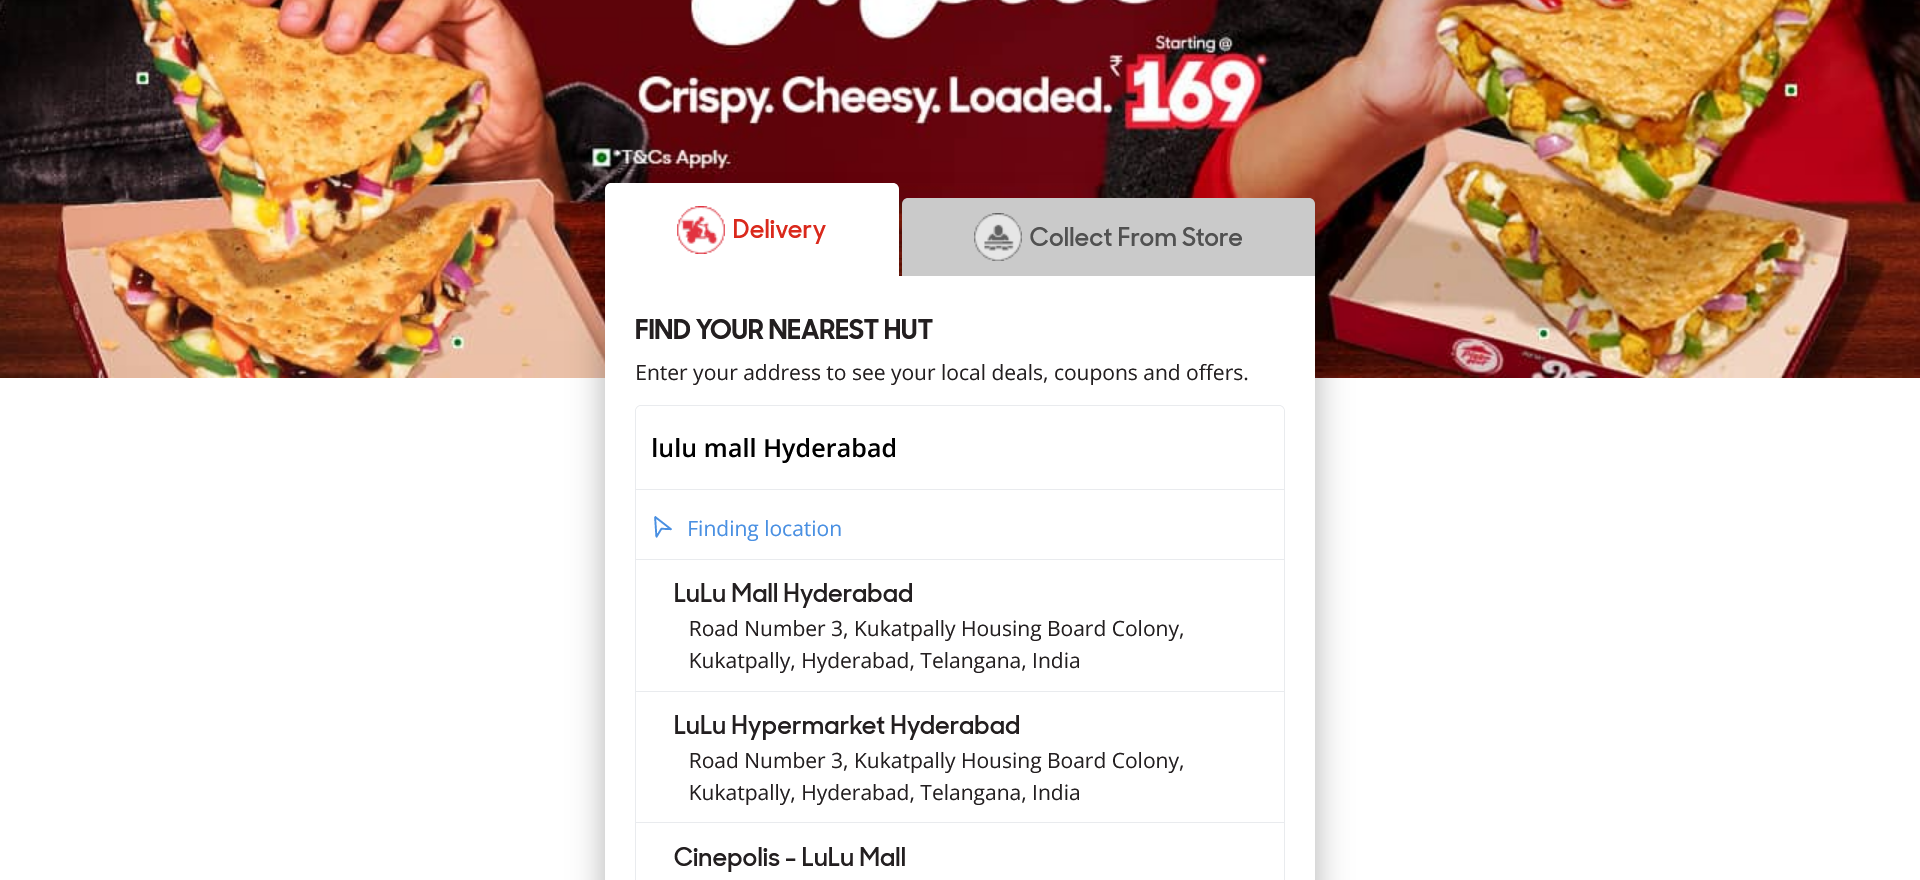 Starting @
Crispy. Cheesy. Loaded. ₹169*
*T&Cs Apply.
Delivery
Collect From Store
FIND YOUR NEAREST HUT
Enter your address to see your local deals, coupons and offers.
lulu mall Hyderabad
Finding location
LuLu Mall Hyderabad
Road Number 3, Kukatpally Housing Board Colony,
Kukatpally, Hyderabad, Telangana, India
LuLu Hypermarket Hyderabad
Road Number 3, Kukatpally Housing Board Colony,
Kukatpally, Hyderabad, Telangana, India
Cinepolis - LuLu Mall